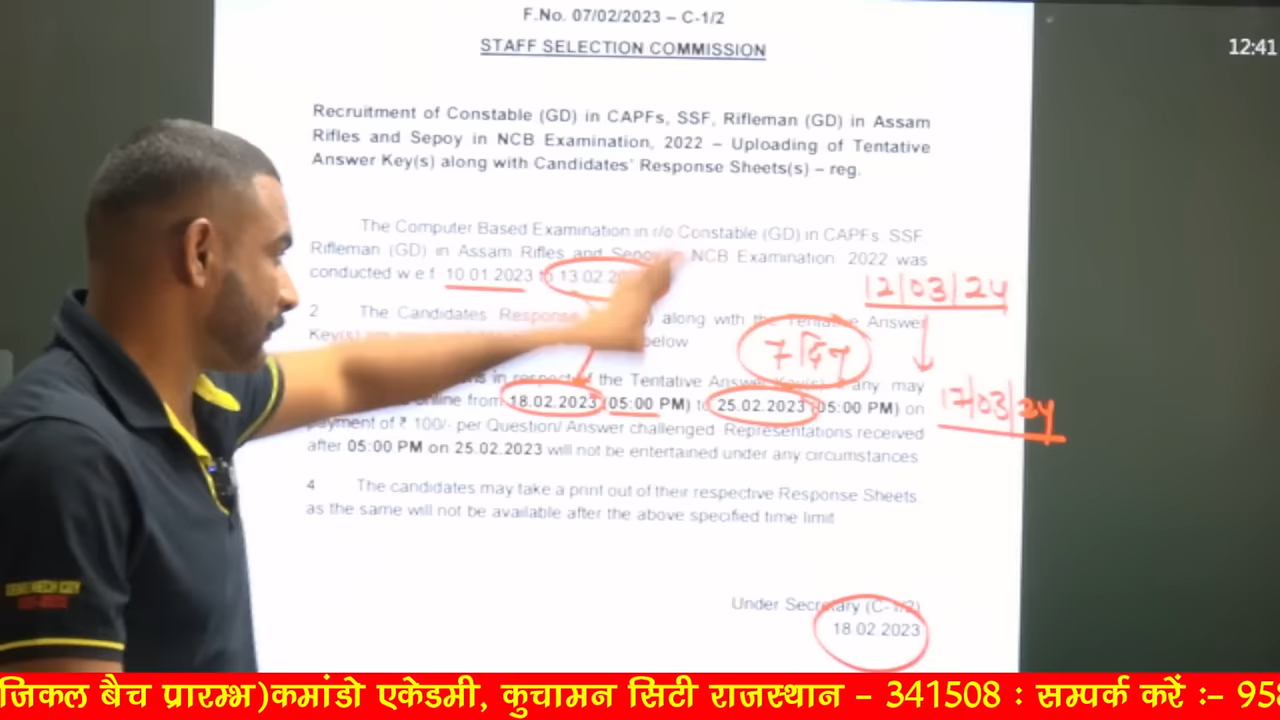 F.No. 07/02/2023 – C-1/2
12:41
STAFF SELECTION COMMISSION
Recruitment of Constable (GD) in CAPFs, SSF, Rifleman (GD) in Assam
Rifles and Sepoy in NCB Examination, 2022 – Uploading of Tentative
Answer Key(s) along with Candidates' Response Sheets(s) – reg.
The Computer Based Examination in r/o Constable (GD) in CAPFs, SSF
Rifleman (GD) in Assam Rifles and Sepoy in NCB Examination 2022 was
conducted w.e.f. 10.01.2023 to 13.02.2
12/03/24
2 The Candidates Response along with the Tentative Answer
Key(s) below
7 दिन
in respect of the Tentative Answer Key(s) any may
from 18.02.2023 (05:00 PM) to 25.02.2023 (05:00 PM) on
17/03/24
payment of ₹ 100/- per Question/ Answer challenged. Representations received
after 05:00 PM on 25.02.2023 will not be entertained under any circumstances
4 The candidates may take a print out of their respective Response Sheets
as the same will not be available after the above specified time limit
Under Secretary (C-1/2)
18.02.2023
जिकल बैच प्रारम्भ)कमांडो एकेडमी, कुचामन सिटी राजस्थान - 341508 : सम्पर्क करें :- 958